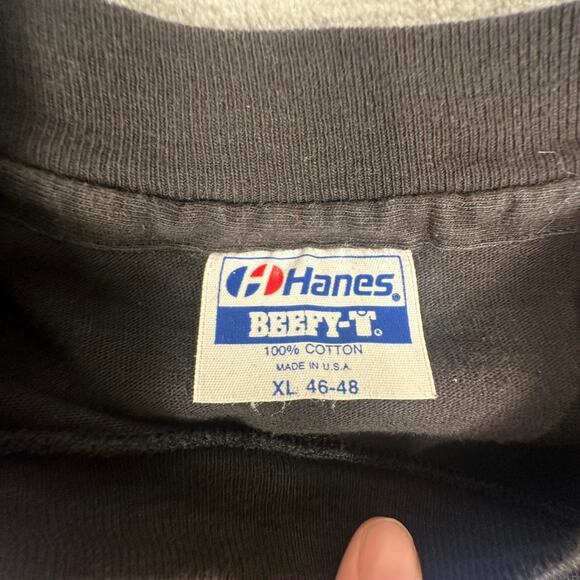 Hanes®
BEEFY-T®
100% COTTON
MADE IN U.S.A.
XL 46-48